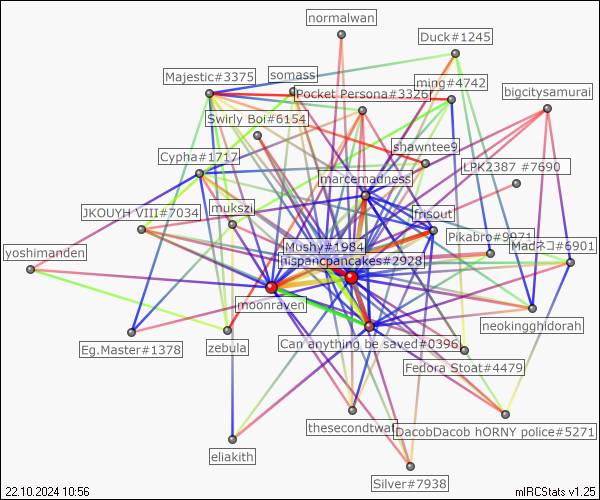 normalwan
Duck#1245
Majestic#3375
somass
ming#4742
Pocket Persona#3326
bigcitysamurai
Swirly Boi#6154
shawntee9
Cypha#1717
LPK2387 #7690
marcemadness
JKOUYH VIII#7034
mukszi
frisout
Pikabro#9971
Madネコ#6901
yoshimanden
Mushy#1984
hispancpancakes#2928
moonraven
neokingghidorah
Eg.Master#1378
zebula
Can anything be saved#0396
Fedora Stoat#4479
thesecondtwat
DacobDacob hORNY police#5271
eliakith
Silver#7938
22.10.2024 10:56
mIRCStats v1.25